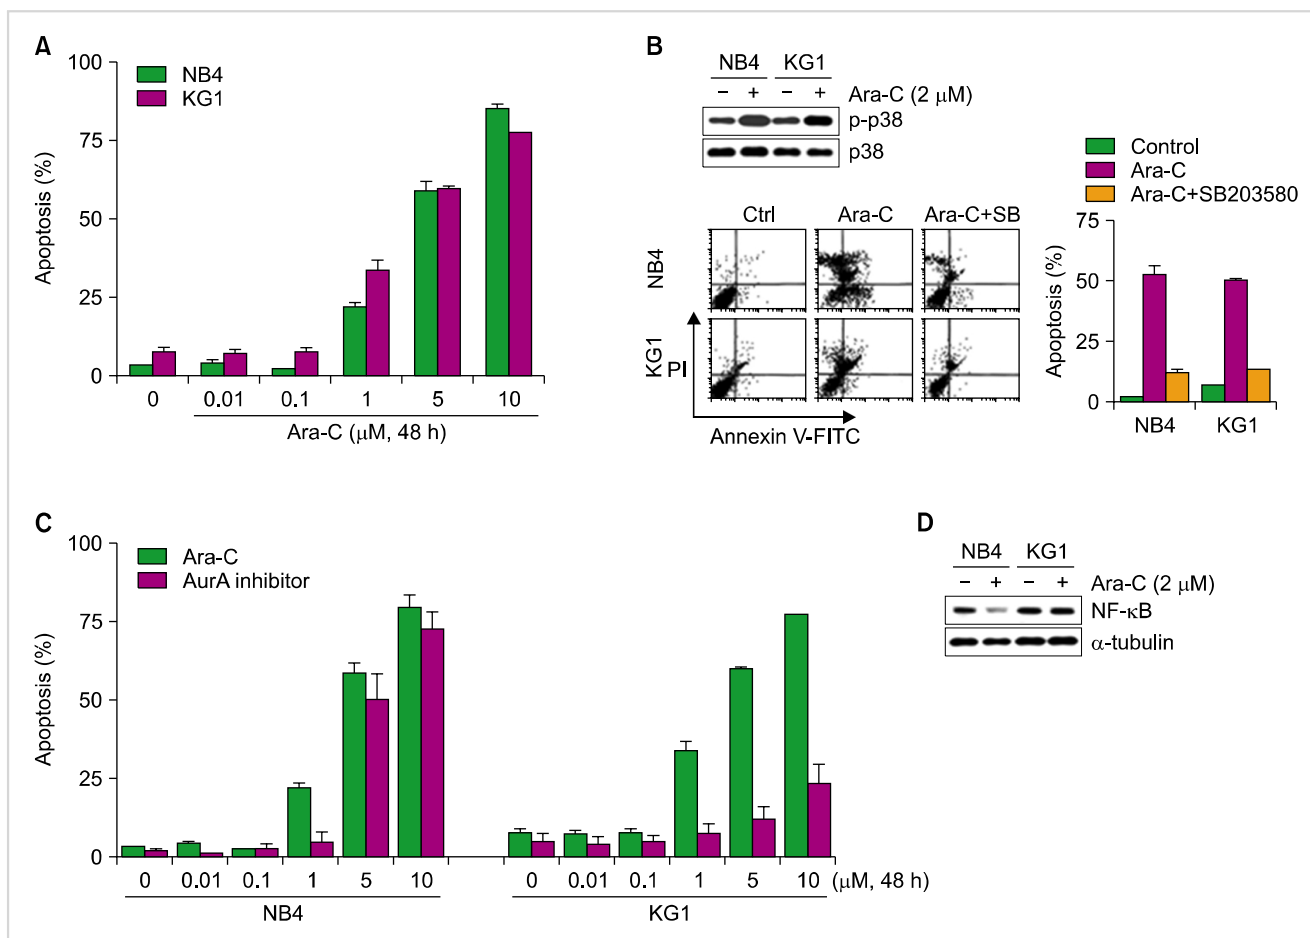 A
100
75
50
25
0
Apoptosis (%)
NB4
KG1
0 0.01 0.1 1 5 10
Ara-C (μM, 48 h)
B
NB4 KG1
− + − + Ara-C (2 μM)
p-p38
p38
Ctrl Ara-C Ara-C+SB
NB4
KG1
PI
Annexin V-FITC
Control
Ara-C
Ara-C+SB203580
75
50
25
0
Apoptosis (%)
NB4 KG1
C
100
75
50
25
0
Apoptosis (%)
Ara-C
AurA inhibitor
0 0.01 0.1 1 5 10 0 0.01 0.1 1 5 10 (μM, 48 h)
NB4 KG1
D
NB4 KG1
− + − + Ara-C (2 μM)
NF-κB
α-tubulin